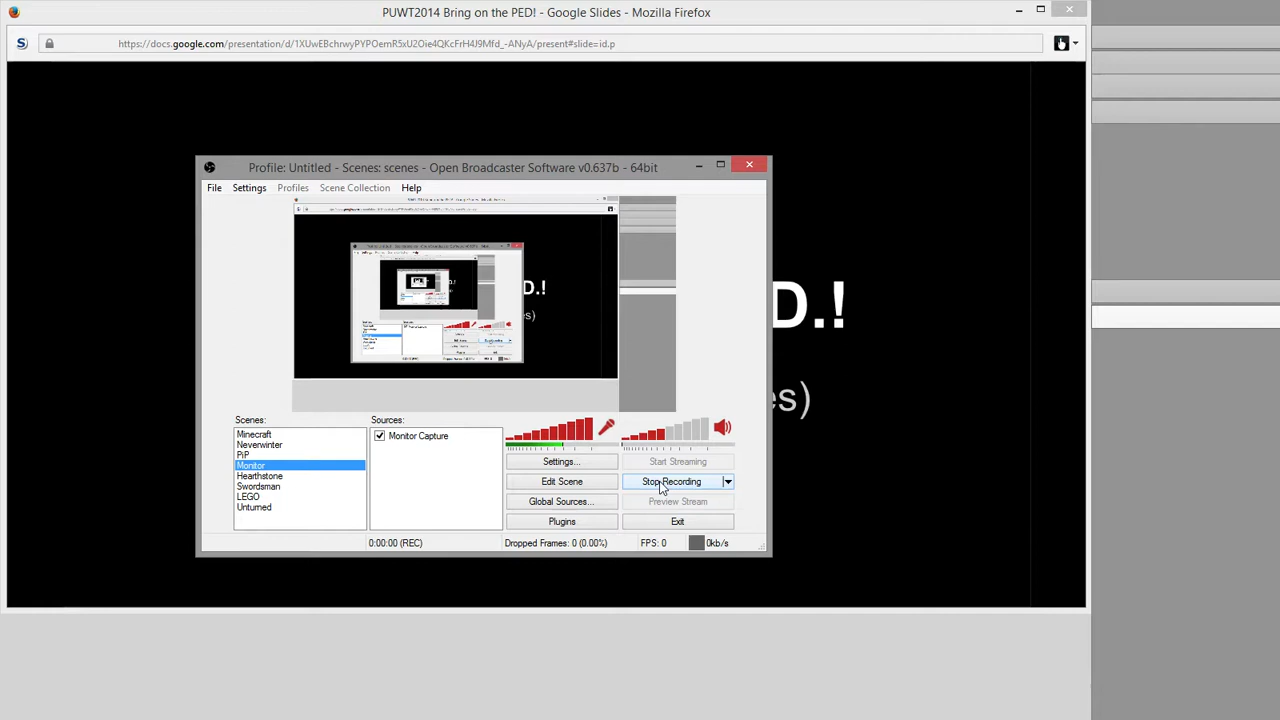 PUWT2014 Bring on the PED! - Google Slides - Mozilla Firefox
https://docs.google.com/presentation/d/1XUwEBchrwyPYPOemR5xU2Oie4QKcFrH4J9Mfd_-ANyA/present#slide=id.p
Profile: Untitled - Scenes: scenes - Open Broadcaster Software v0.637b - 64bit
File Settings Profiles Scene Collection Help
D.!
es)
Scenes:
Minecraft
Neverwinter
PiP
Monitor
Hearthstone
Swordsman
LEGO
Unturned
Sources:
Monitor Capture
Settings...
Start Streaming
Edit Scene
Stop Recording
Global Sources...
Preview Stream
Plugins
Exit
0:00:00 (REC)
Dropped Frames: 0 (0.00%)
FPS: 0
0kb/s